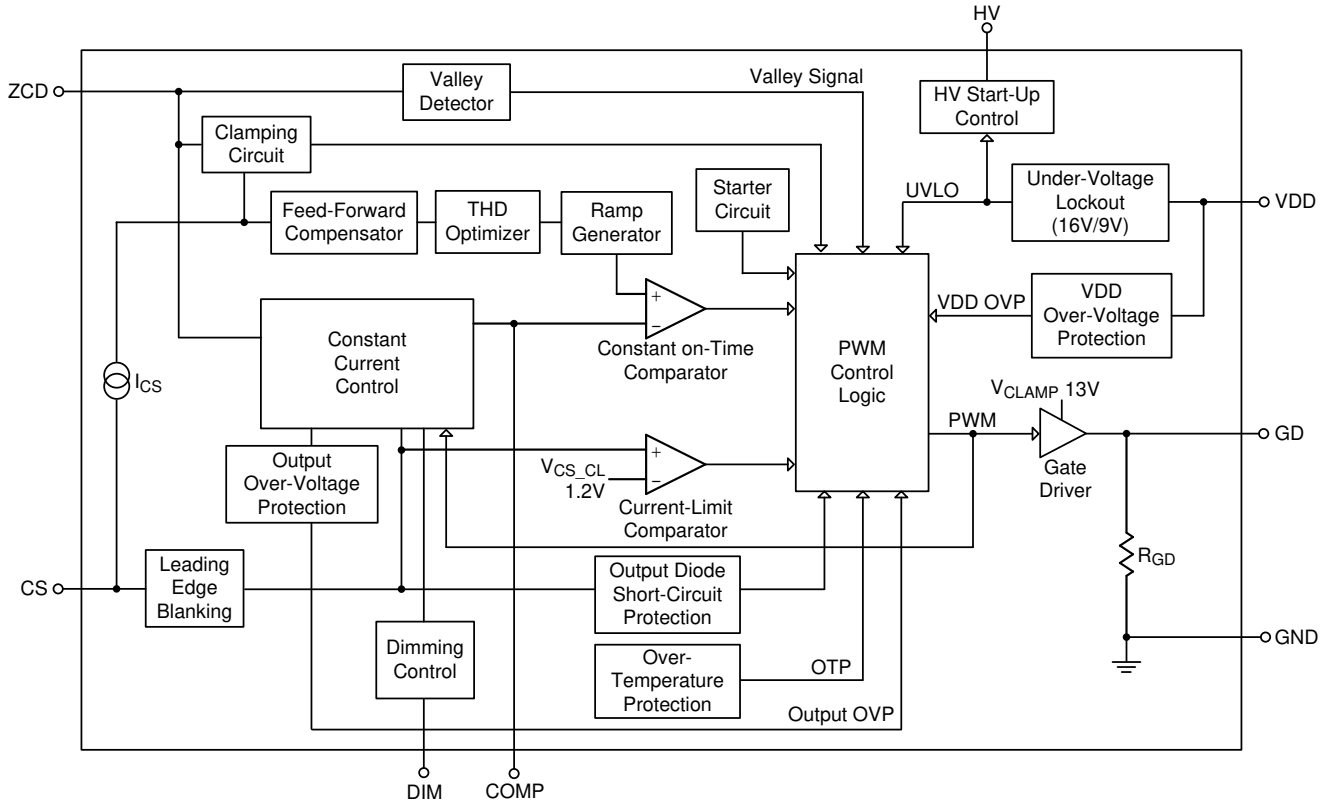 HV
ZCD
Valley
Detector
Valley Signal
HV Start-Up
Control
Clamping
Circuit
Starter
Circuit
UVLO
Under-Voltage
Lockout
(16V/9V)
VDD
Feed-Forward
Compensator
THD
Optimizer
Ramp
Generator
VDD OVP
VDD
Over-Voltage
Protection
+
−
Constant on-Time
Comparator
Constant
Current
Control
PWM
Control
Logic
ICS
VCLAMP 13V
PWM
GD
Gate
Driver
Output
Over-Voltage
Protection
VCS_CL
1.2V
+
−
Current-Limit
Comparator
RGD
CS
Leading
Edge
Blanking
Output Diode
Short-Circuit
Protection
GND
Dimming
Control
Over-
Temperature
Protection
OTP
Output OVP
DIM
COMP